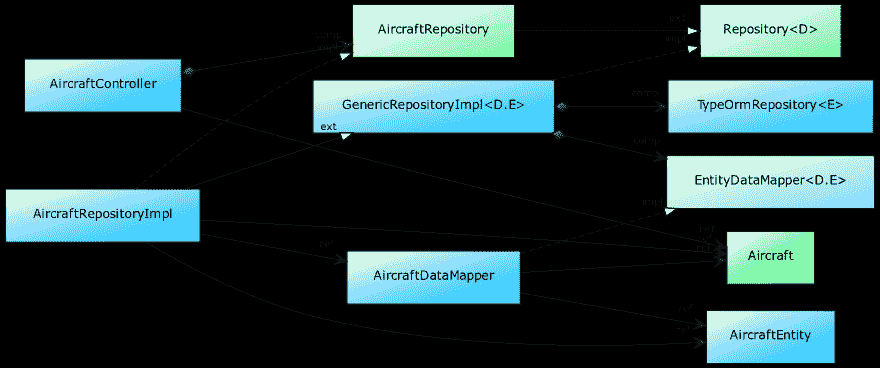 AircraftRepository
Repository<D>
AircraftController
GenericRepositoryImpl<D.E>
TypeOrmRepository<E>
ext
EntityDataMapper<D.E>
AircraftRepositoryImpl
Aircraft
AircraftDataMapper
AircraftEntity